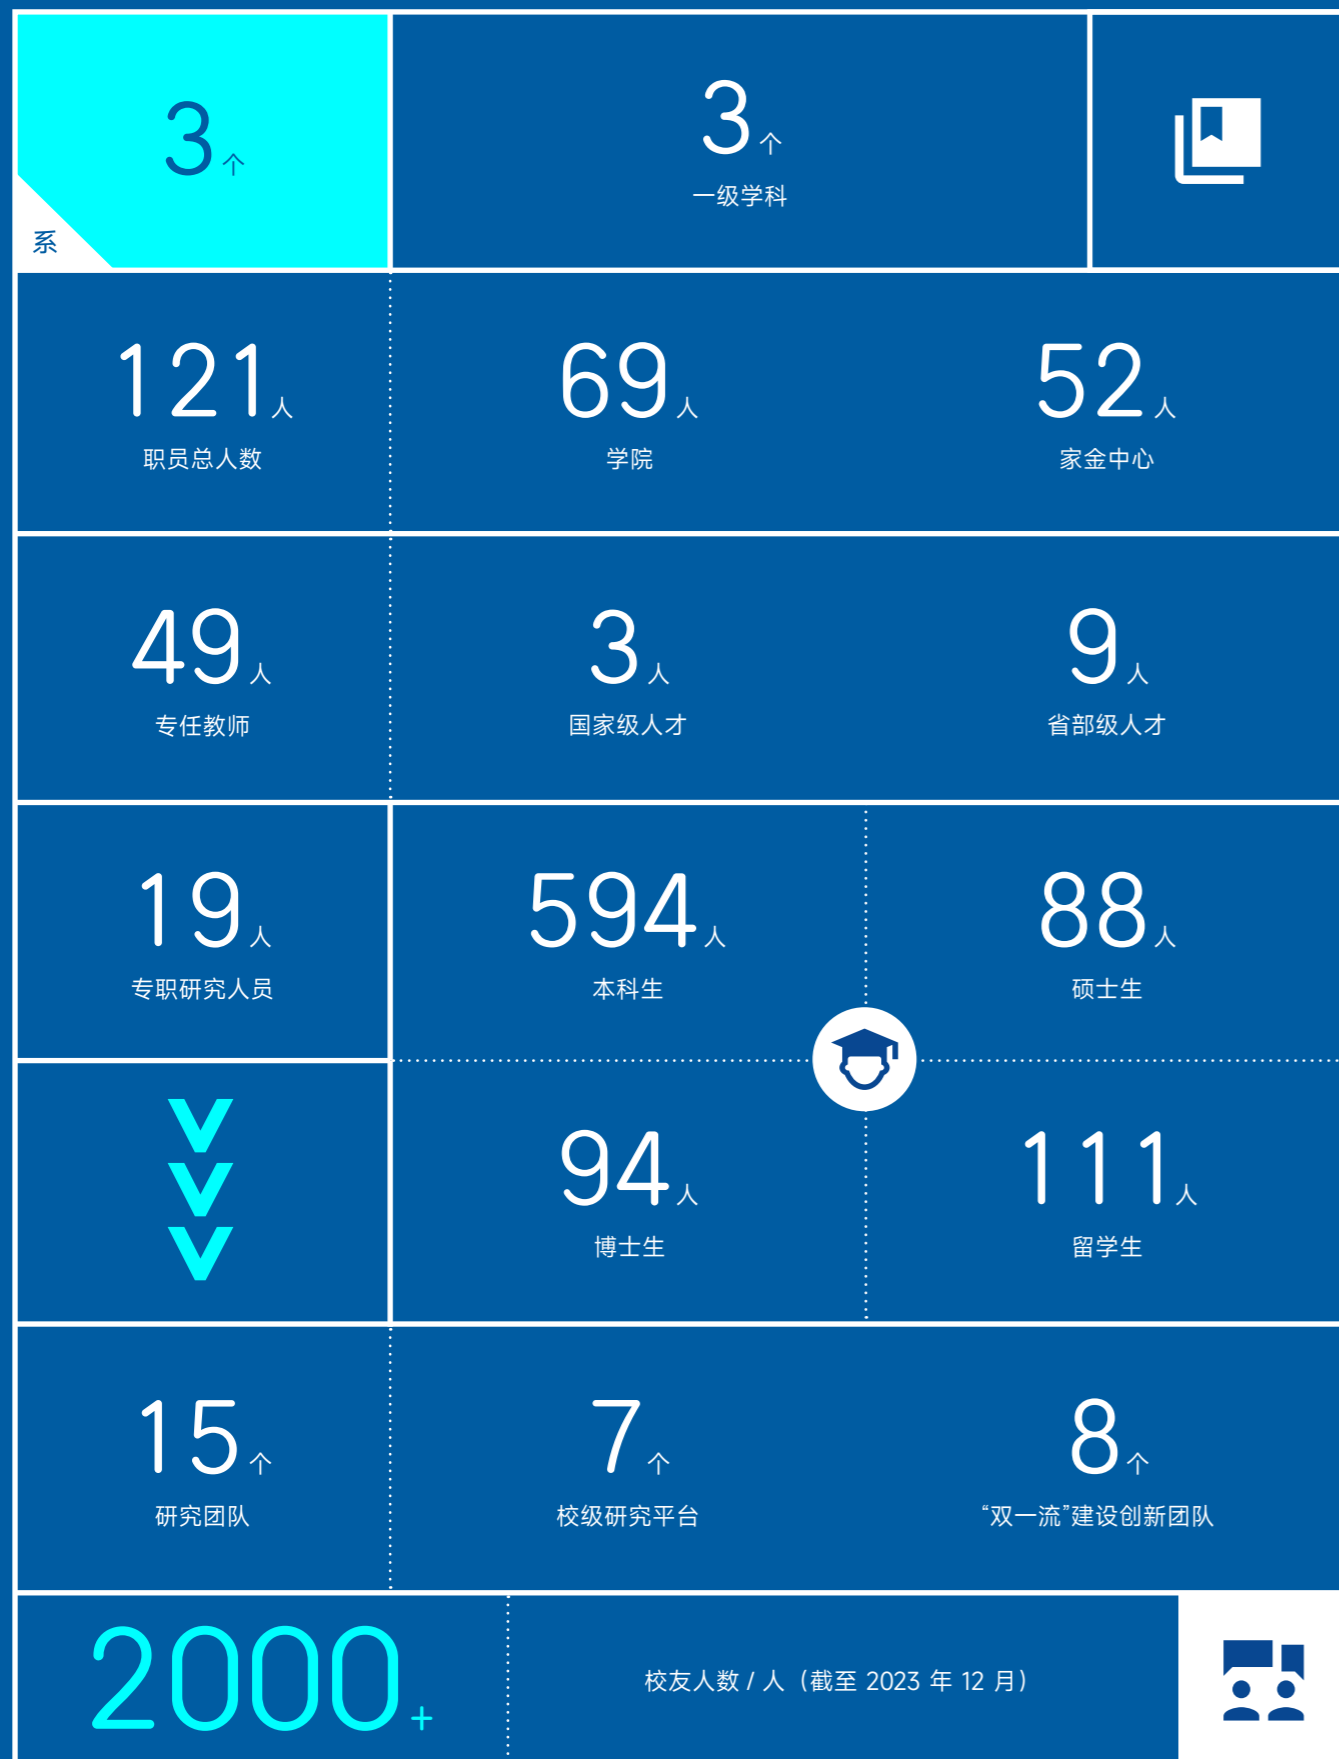 3个
系
3个
一级学科
121人
职员总人数
69人
学院
52人
家金中心
49人
专任教师
3人
国家级人才
9人
省部级人才
19人
专职研究人员
594人
本科生
88人
硕士生
94人
博士生
111人
留学生
15个
研究团队
7个
校级研究平台
8个
“双一流”建设创新团队
2000+
校友人数 / 人（截至 2023 年 12 月）